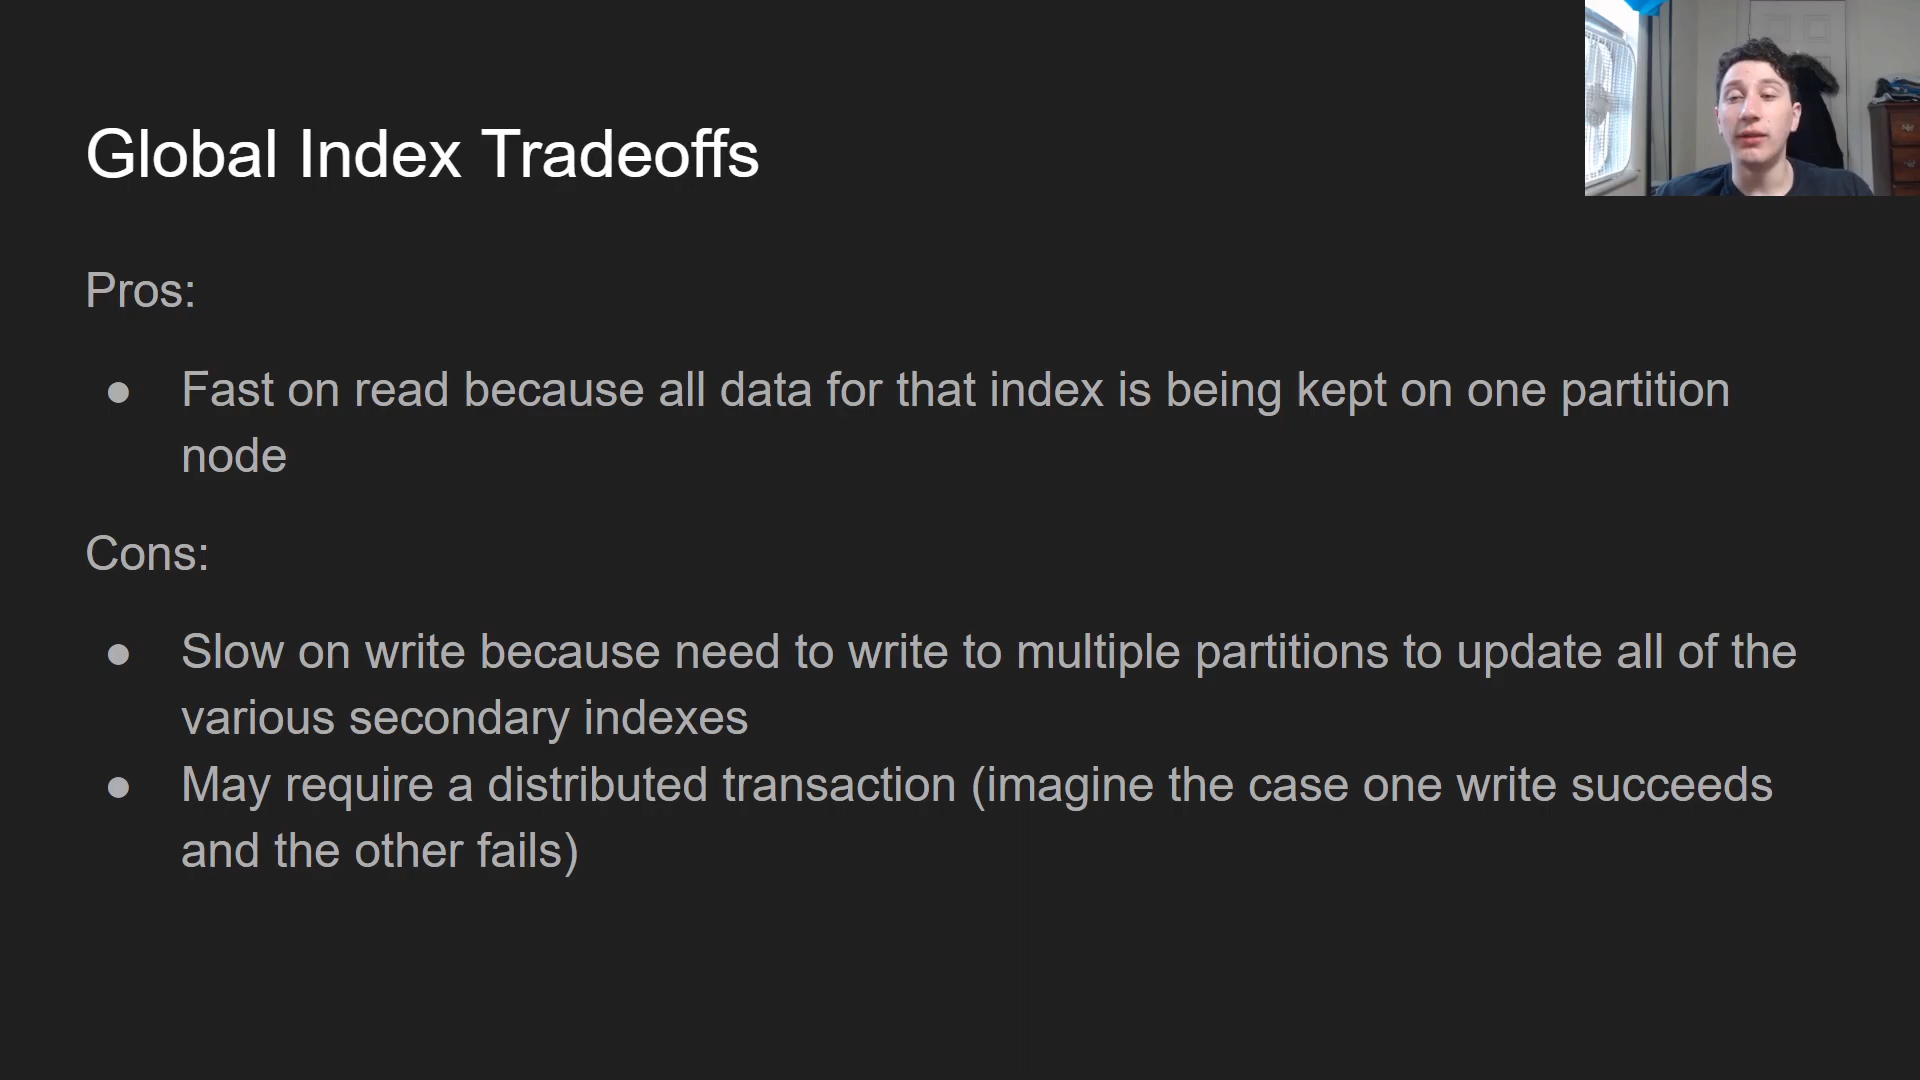 Global Index Tradeoffs
Pros:
● Fast on read because all data for that index is being kept on one partition
node
Cons:
● Slow on write because need to write to multiple partitions to update all of the
various secondary indexes
● May require a distributed transaction (imagine the case one write succeeds
and the other fails)